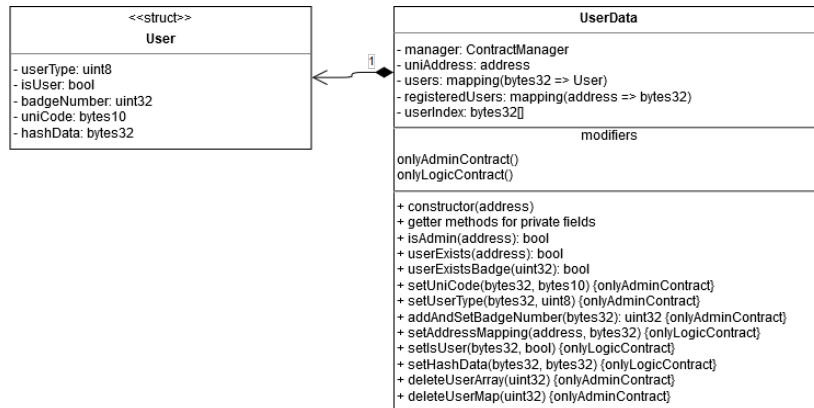 <<struct>>
User
- userType: uint8
- isUser: bool
- badgeNumber: uint32
- uniCode: bytes10
- hashData: bytes32
1
UserData
- manager: ContractManager
- uniAddress: address
- users: mapping(bytes32 => User)
- registeredUsers: mapping(address => bytes32)
- userIndex: bytes32[]
modifiers
onlyAdminContract()
onlyLogicContract()
+ constructor(address)
+ getter methods for private fields
+ isAdmin(address): bool
+ userExists(address): bool
+ userExistsBadge(uint32): bool
+ setUniCode(bytes32, bytes10) {onlyAdminContract}
+ setUserType(bytes32, uint8) {onlyAdminContract}
+ addAndSetBadgeNumber(bytes32): uint32 {onlyAdminContract}
+ setAddressMapping(address, bytes32) {onlyLogicContract}
+ setIsUser(bytes32, bool) {onlyLogicContract}
+ setHashData(bytes32, bytes32) {onlyLogicContract}
+ deleteUserArray(uint32) {onlyAdminContract}
+ deleteUserMap(uint32) {onlyAdminContract}